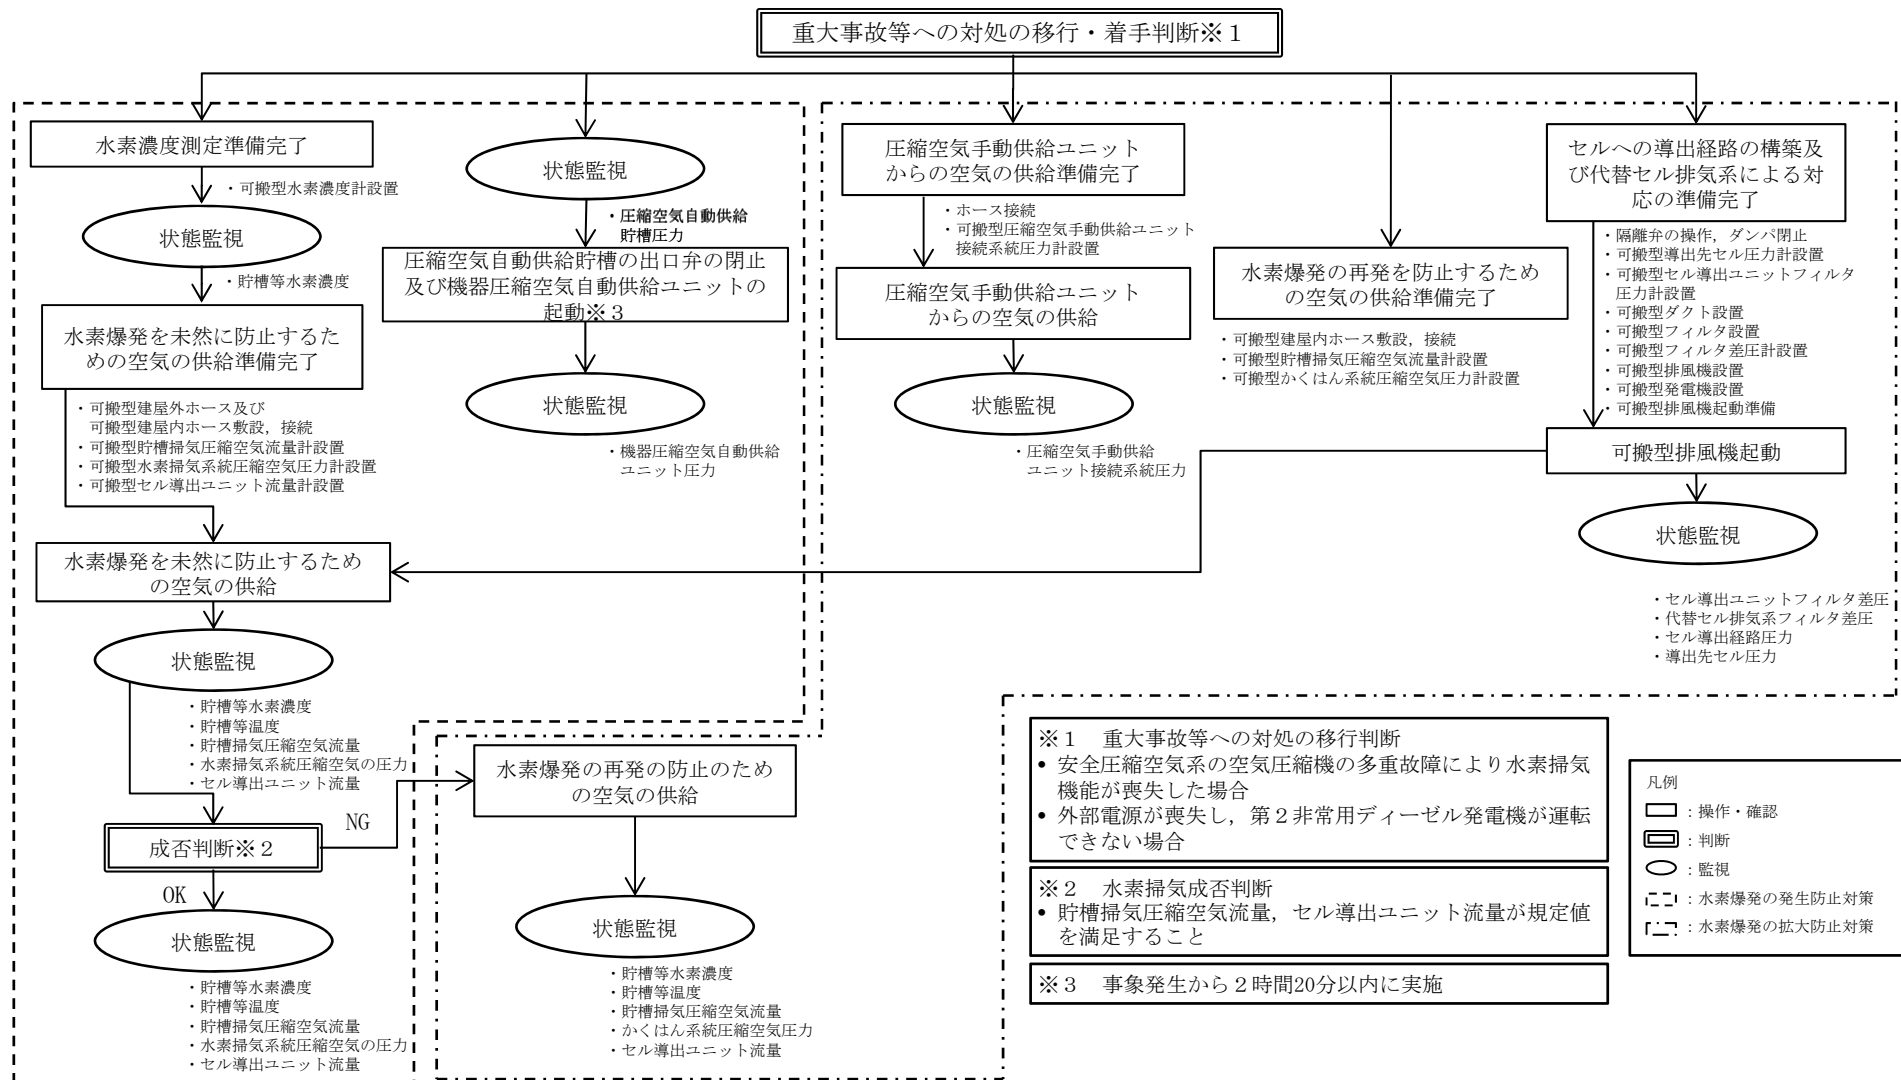 重大事故等への対処の移行・着手判断※１
水素濃度測定準備完了
・可搬型水素濃度計設置
状態監視
・貯槽等水素濃度
水素爆発を未然に防止するた
めの空気の供給準備完了
・可搬型建屋外ホース及び
可搬型建屋内ホース敷設，接続
・可搬型貯槽掃気圧縮空気流量計設置
・可搬型水素掃気系統圧縮空気圧力計設置
・可搬型セル導出ユニット流量計設置
水素爆発を未然に防止するため
の空気の供給
状態監視
・貯槽等水素濃度
・貯槽等温度
・貯槽掃気圧縮空気流量
・水素掃気系統圧縮空気の圧力
・セル導出ユニット流量
成否判断※２
NG
OK
状態監視
・貯槽等水素濃度
・貯槽等温度
・貯槽掃気圧縮空気流量
・水素掃気系統圧縮空気の圧力
・セル導出ユニット流量
状態監視
・圧縮空気自動供給
貯槽圧力
圧縮空気自動供給貯槽の出口弁の閉止
及び機器圧縮空気自動供給ユニットの
起動※３
状態監視
・機器圧縮空気自動供給
ユニット圧力
水素爆発の再発の防止のため
の空気の供給
状態監視
・貯槽等水素濃度
・貯槽等温度
・貯槽掃気圧縮空気流量
・かくはん系統圧縮空気圧力
・セル導出ユニット流量
圧縮空気手動供給ユニット
からの空気の供給準備完了
・ホース接続
・可搬型圧縮空気手動供給ユニット
接続系統圧力計設置
圧縮空気手動供給ユニット
からの空気の供給
状態監視
・圧縮空気手動供給
ユニット接続系統圧力
水素爆発の再発を防止するため
の空気の供給準備完了
・可搬型建屋内ホース敷設，接続
・可搬型貯槽掃気圧縮空気流量計設置
・可搬型かくはん系統圧縮空気圧力計設置
セルへの導出経路の構築及
び代替セル排気系による対
応の準備完了
・隔離弁の操作，ダンパ閉止
・可搬型導出先セル圧力計設置
・可搬型セル導出ユニットフィルタ
圧力計設置
・可搬型ダクト設置
・可搬型フィルタ設置
・可搬型フィルタ差圧計設置
・可搬型排風機設置
・可搬型発電機設置
・可搬型排風機起動準備
可搬型排風機起動
状態監視
・セル導出ユニットフィルタ差圧
・代替セル排気系フィルタ差圧
・セル導出経路圧力
・導出先セル圧力
※１　重大事故等への対処の移行判断
• 安全圧縮空気系の空気圧縮機の多重故障により水素掃気
機能が喪失した場合
• 外部電源が喪失し，第２非常用ディーゼル発電機が運転
できない場合
※２　水素掃気成否判断
• 貯槽掃気圧縮空気流量，セル導出ユニット流量が規定値
を満足すること
※３　事象発生から２時間20分以内に実施
凡例
：操作・確認
：判断
：監視
：水素爆発の発生防止対策
：水素爆発の拡大防止対策